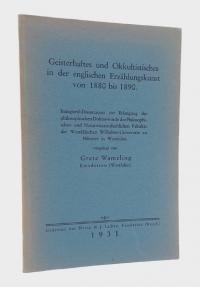 Geisterhaftes und Okkultistisches
in der englischen Erzählungskunst
von 1880 bis 1890.
Inaugural-Dissertation zur Erlangung der
philosophischen Doktorwürde der Philosophi-
schen und Naturwissenschaftlichen Fakultät
der Westfälischen Wilhelms-Universität zu
Münster in Westfalen
vorgelegt von
Grete Wameling
Emsdetten (Westfalen)
1931.